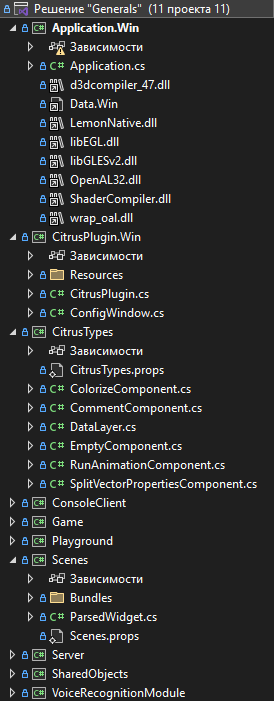 Решение "Generals" (11 проекта 11)
Application.Win
Зависимости
C# Application.cs
d3dcompiler_47.dll
Data.Win
LemonNative.dll
libEGL.dll
libGLESv2.dll
OpenAL32.dll
ShaderCompiler.dll
wrap_oal.dll
C# CitrusPlugin.Win
Зависимости
Resources
C# CitrusPlugin.cs
C# ConfigWindow.cs
C# CitrusTypes
Зависимости
CitrusTypes.props
C# ColorizeComponent.cs
C# CommentComponent.cs
C# DataLayer.cs
C# EmptyComponent.cs
C# RunAnimationComponent.cs
C# SplitVectorPropertiesComponent.cs
C# ConsoleClient
C# Game
C# Playground
C# Scenes
Зависимости
Bundles
C# ParsedWidget.cs
Scenes.props
C# Server
C# SharedObjects
C# VoiceRecognitionModule